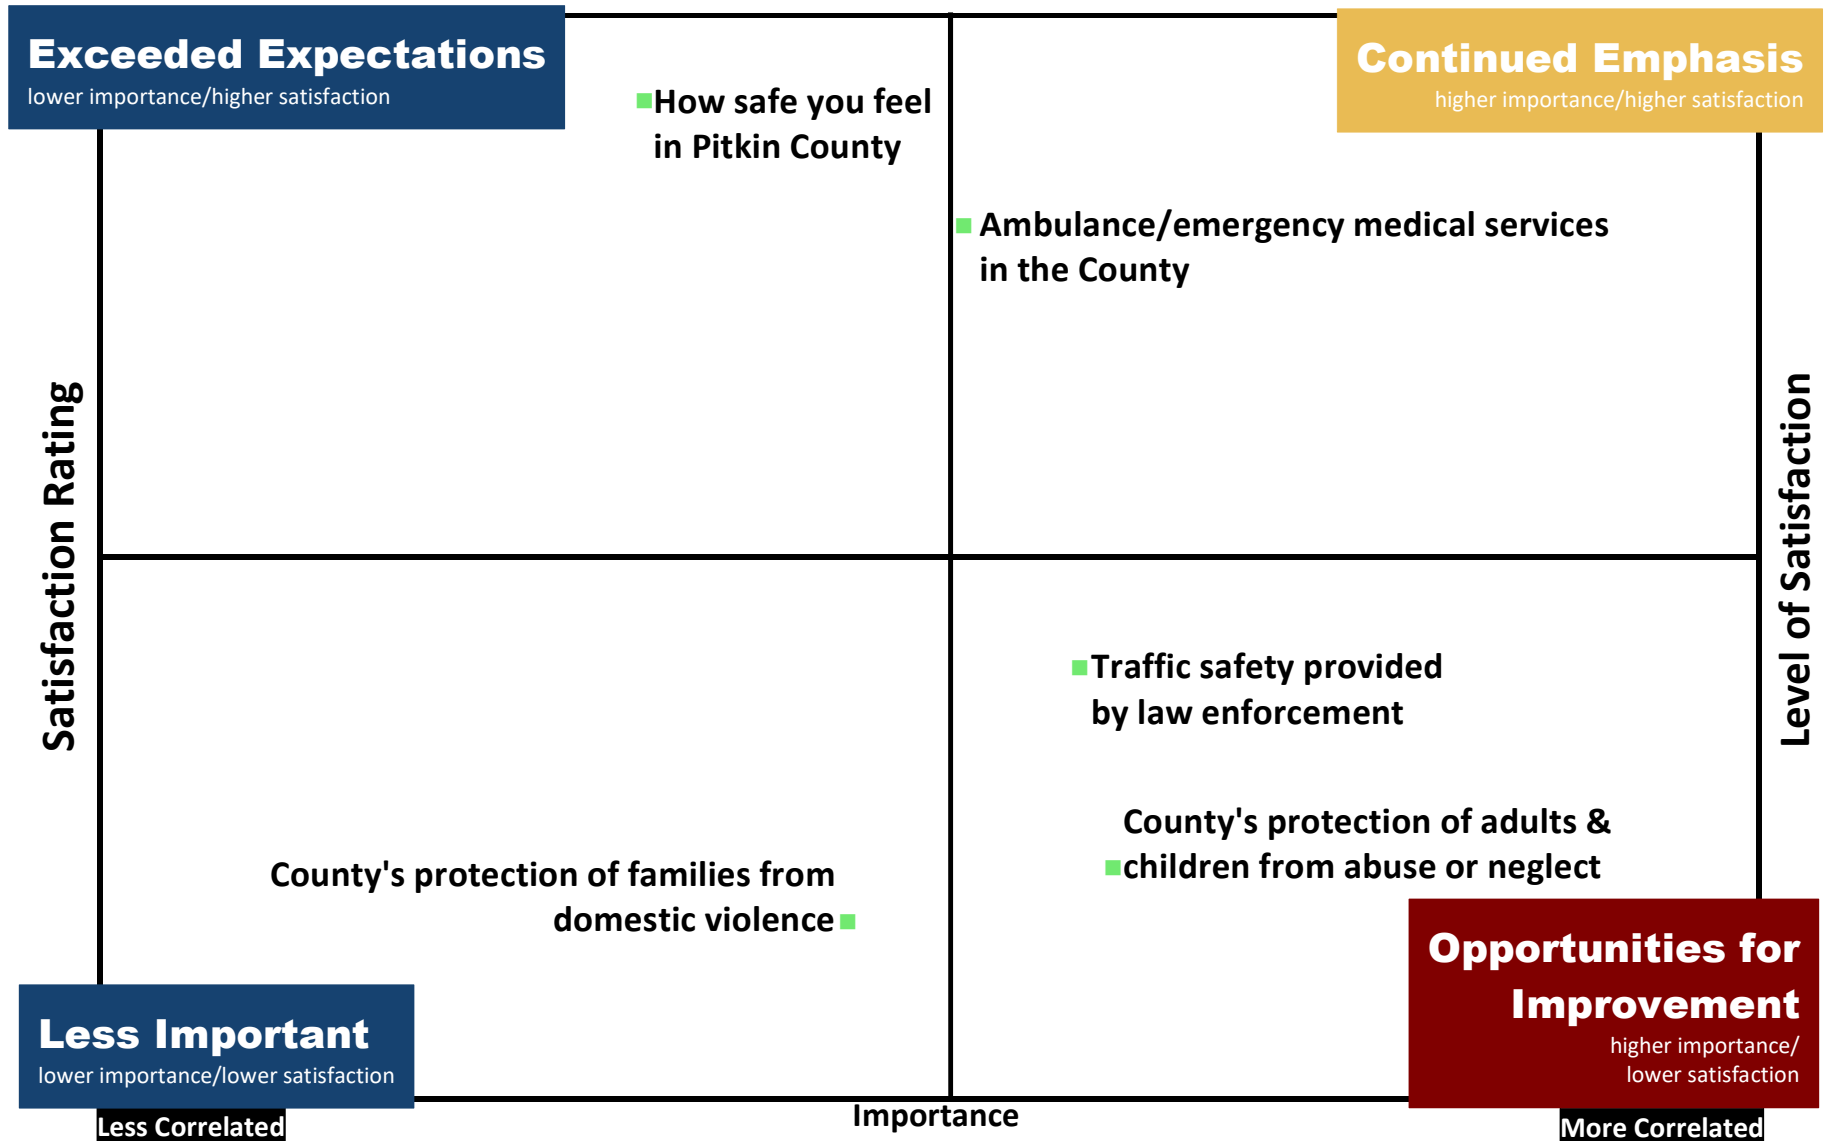 Exceeded Expectations
lower importance/higher satisfaction
Continued Emphasis
higher importance/higher satisfaction
How safe you feel
in Pitkin County
Ambulance/emergency medical services
in the County
Satisfaction Rating
Level of Satisfaction
Traffic safety provided
by law enforcement
County's protection of adults &
children from abuse or neglect
County's protection of families from
domestic violence
Opportunities for
Improvement
higher importance/
lower satisfaction
Less Important
lower importance/lower satisfaction
Less Correlated
Importance
More Correlated